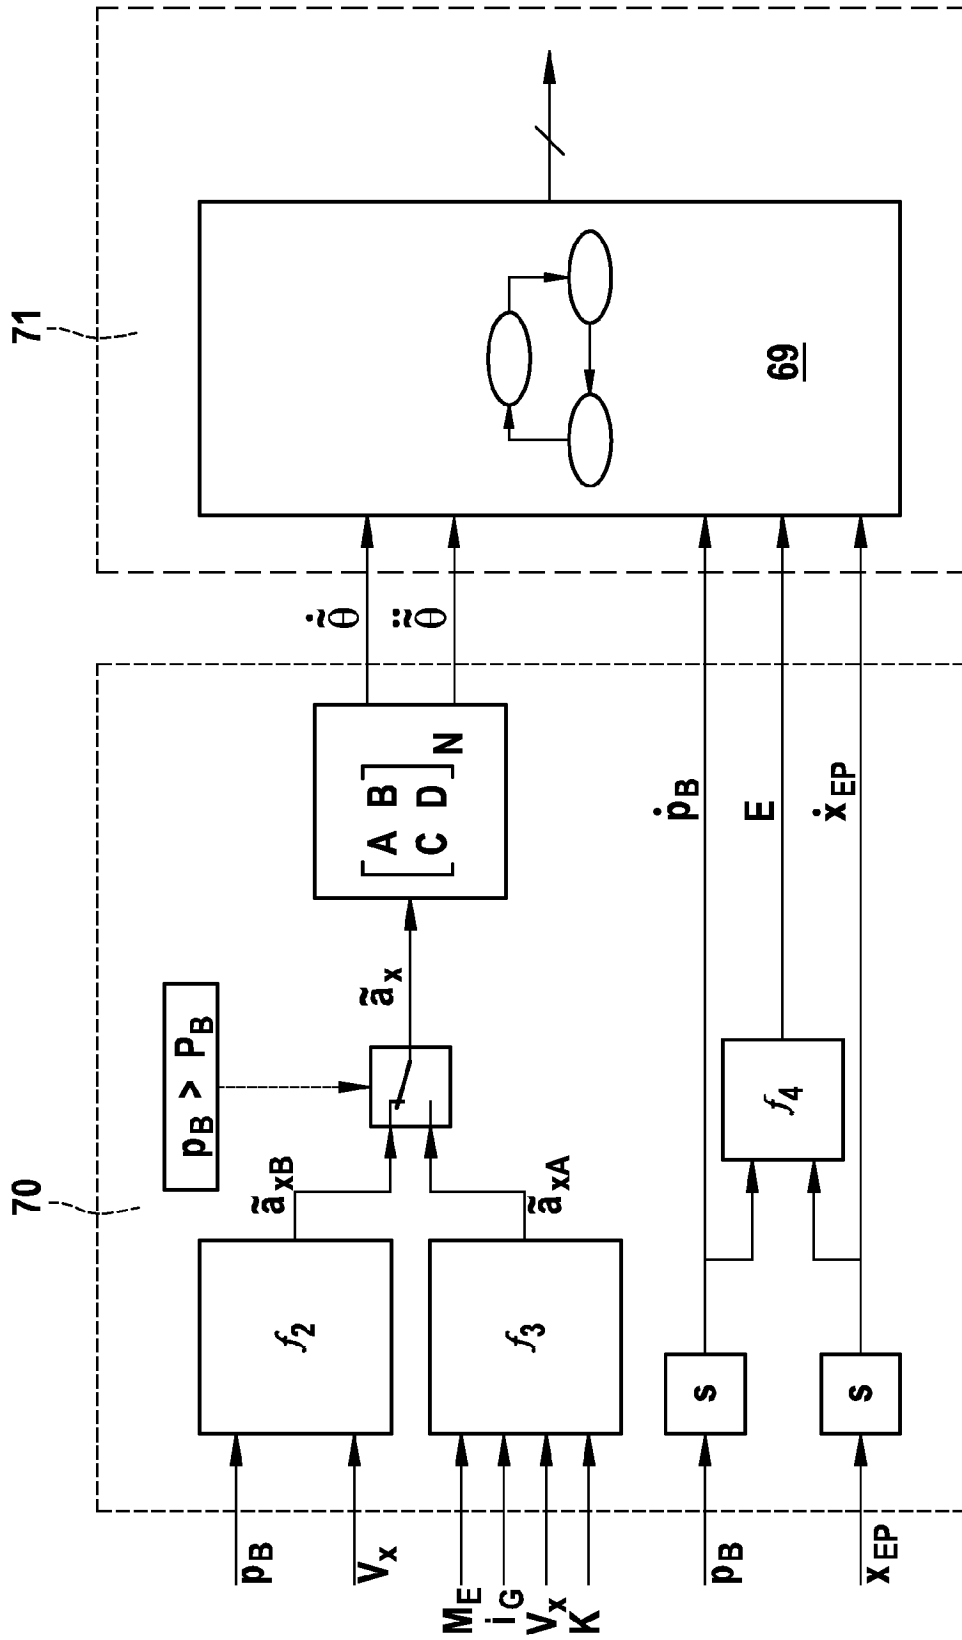 70
71
p_B > P_B
p_B
V_x
f_2
ã_xB
M_E
i_G
V_x
K
f_3
ã_xA
ã_x
[A B
C D]_N
θ̃̇
θ̃̈
69
p_B
s
ṗ_B
f_4
E
x_EP
s
ẋ_EP